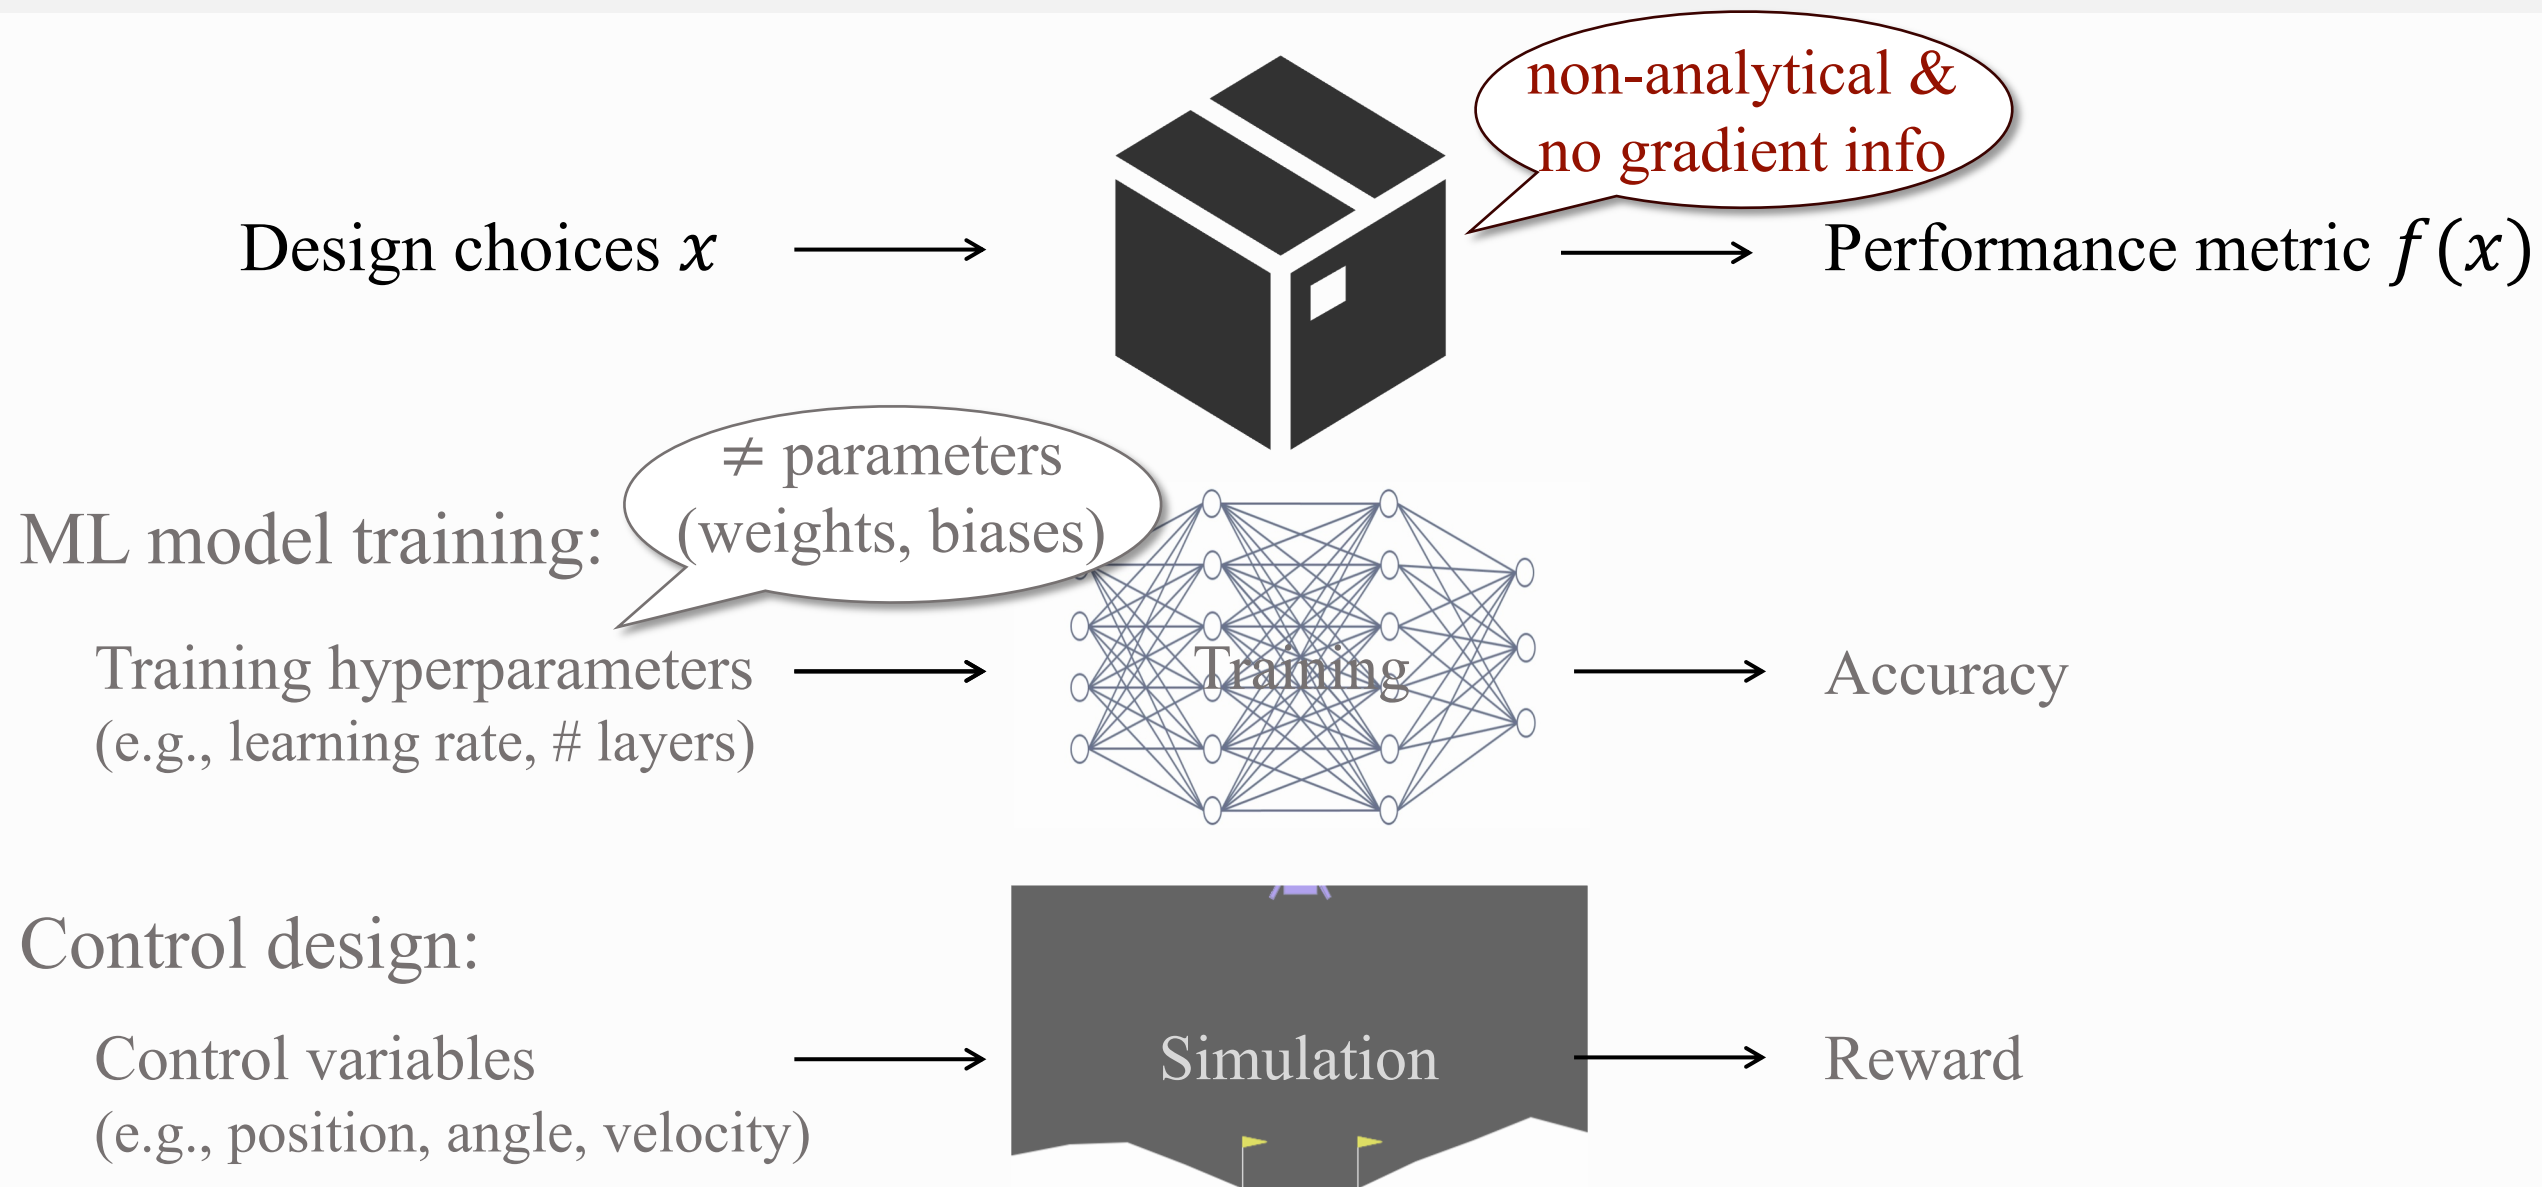 non-analytical &
no gradient info
Design choices x
Performance metric f(x)
≠ parameters
(weights, biases)
ML model training:
Training hyperparameters
(e.g., learning rate, # layers)
Training
Accuracy
Control design:
Control variables
(e.g., position, angle, velocity)
Simulation
Reward